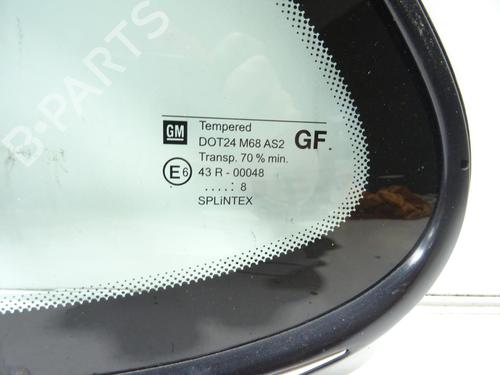 B-PARTS
GM Tempered
DOT24 M68 AS2 GF.
Transp. 70 % min.
E6 43 R - 00048
....: 8
SPLiNTEX